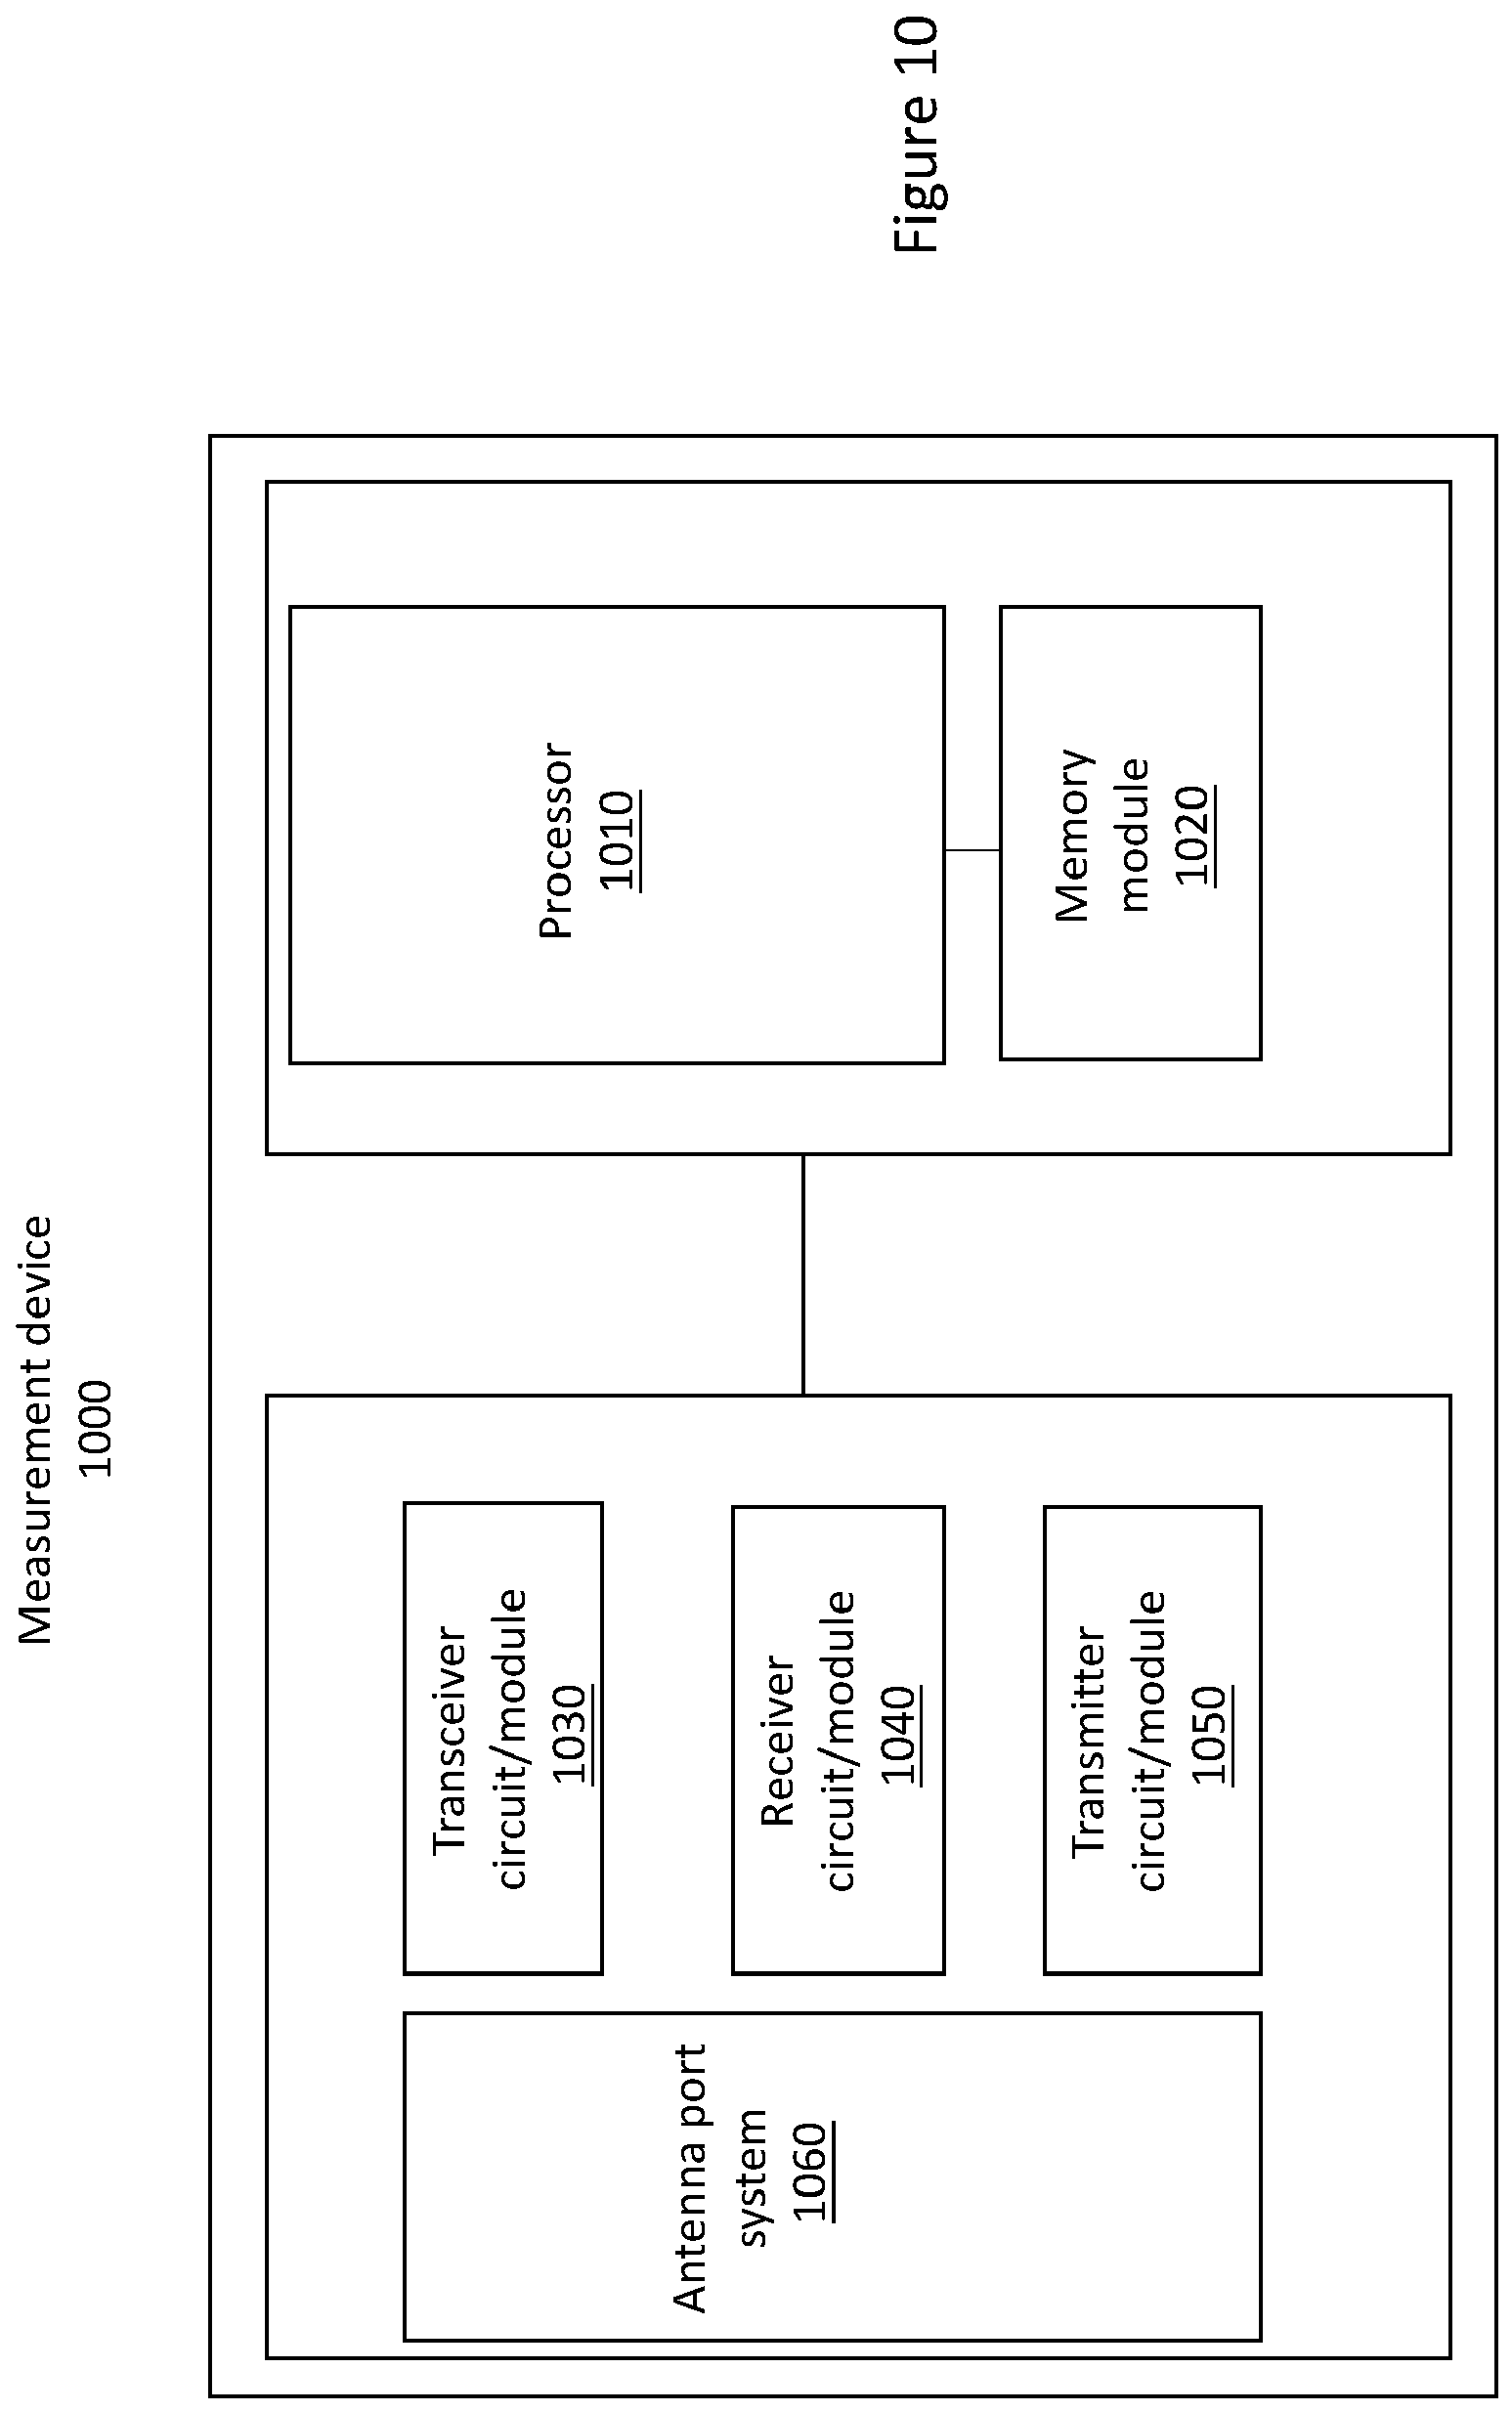 Measurement device
1000
Antenna port
system
1060
Transceiver
circuit/module
1030
Receiver
circuit/module
1040
Transmitter
circuit/module
1050
Processor
1010
Memory
module
1020
Figure 10